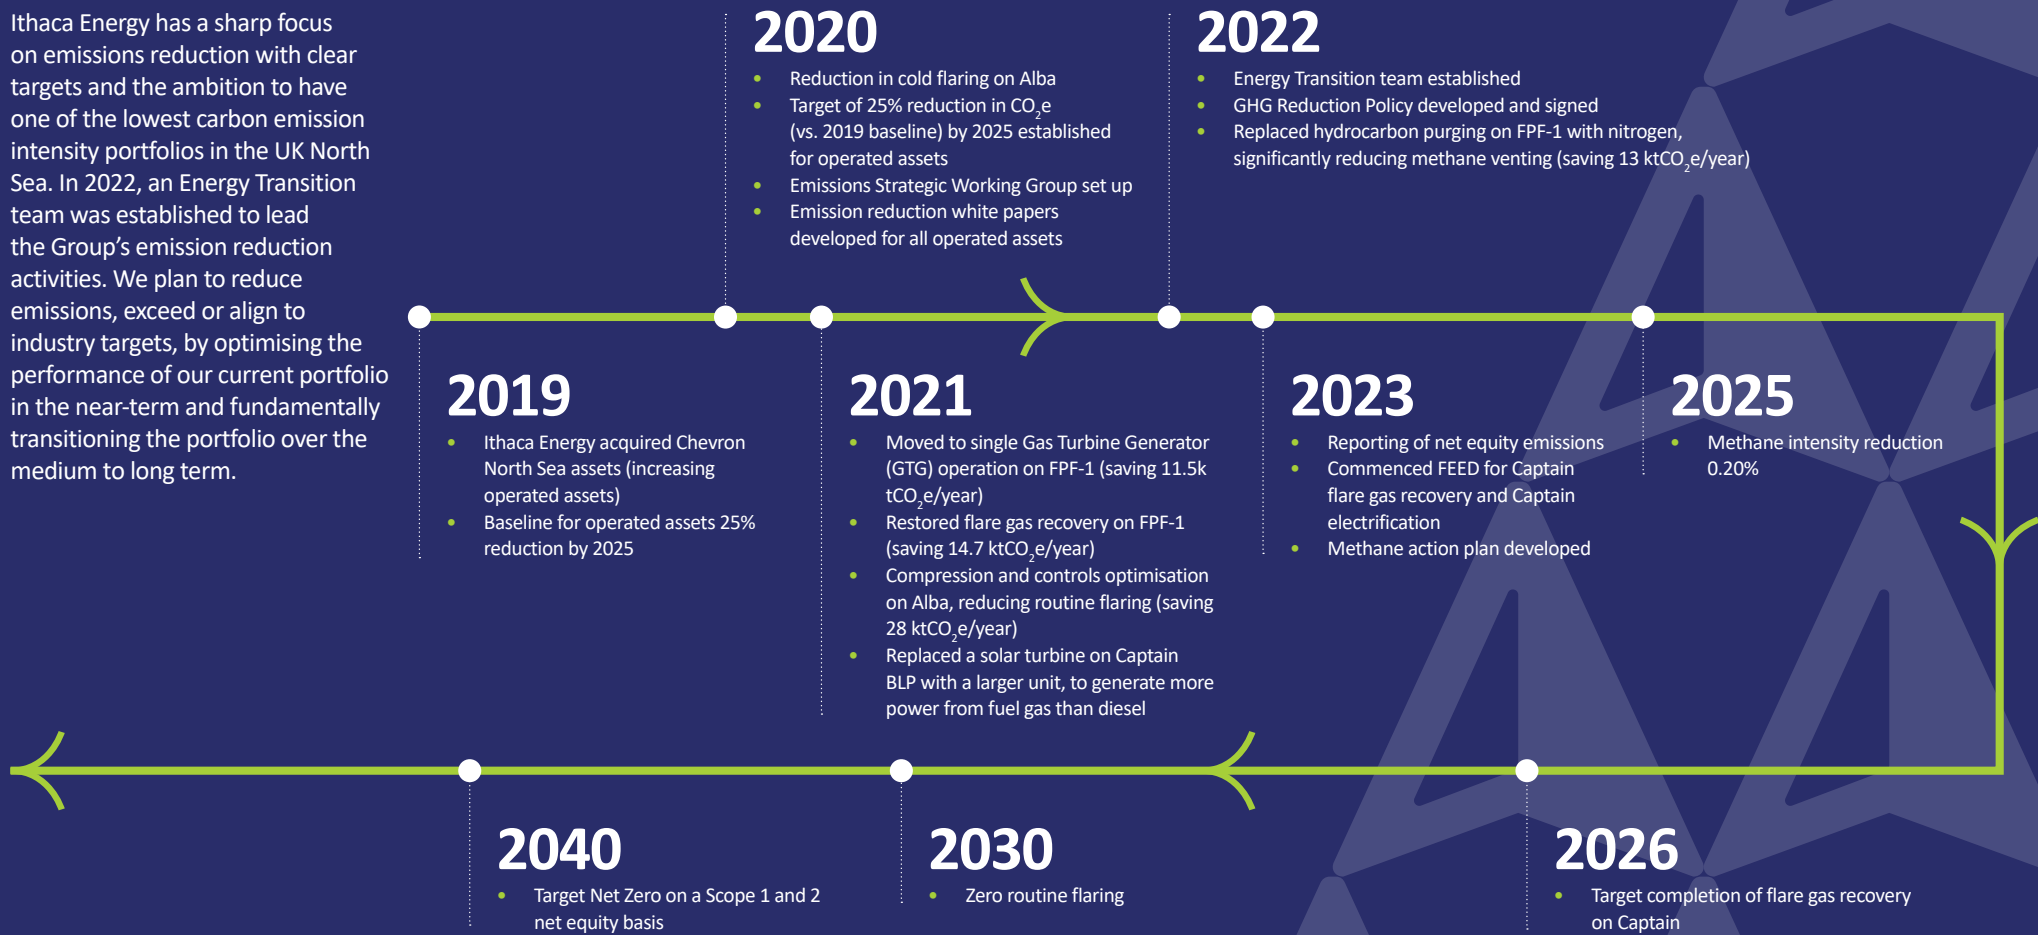 Ithaca Energy has a sharp focus
on emissions reduction with clear
targets and the ambition to have
one of the lowest carbon emission
intensity portfolios in the UK North
Sea. In 2022, an Energy Transition
team was established to lead
the Group’s emission reduction
activities. We plan to reduce
emissions, exceed or align to
industry targets, by optimising the
performance of our current portfolio
in the near-term and fundamentally
transitioning the portfolio over the
medium to long term.
2019
• Ithaca Energy acquired Chevron
North Sea assets (increasing
operated assets)
• Baseline for operated assets 25%
reduction by 2025
2020
• Reduction in cold flaring on Alba
• Target of 25% reduction in CO₂e
(vs. 2019 baseline) by 2025 established
for operated assets
• Emissions Strategic Working Group set up
• Emission reduction white papers
developed for all operated assets
2021
• Moved to single Gas Turbine Generator
(GTG) operation on FPF-1 (saving 11.5k
tCO₂e/year)
• Restored flare gas recovery on FPF-1
(saving 14.7 ktCO₂e/year)
• Compression and controls optimisation
on Alba, reducing routine flaring (saving
28 ktCO₂e/year)
• Replaced a solar turbine on Captain
BLP with a larger unit, to generate more
power from fuel gas than diesel
2022
• Energy Transition team established
• GHG Reduction Policy developed and signed
• Replaced hydrocarbon purging on FPF-1 with nitrogen,
significantly reducing methane venting (saving 13 ktCO₂e/year)
2023
• Reporting of net equity emissions
• Commenced FEED for Captain
flare gas recovery and Captain
electrification
• Methane action plan developed
2025
• Methane intensity reduction
0.20%
2026
• Target completion of flare gas recovery
on Captain
2030
• Zero routine flaring
2040
• Target Net Zero on a Scope 1 and 2
net equity basis